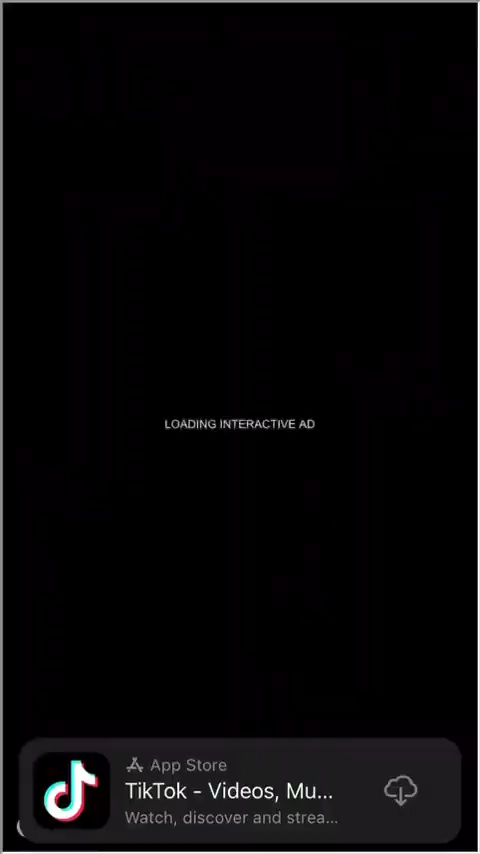 LOADING INTERACTIVE AD
App Store
TikTok - Videos, Mu...
Watch, discover and strea...